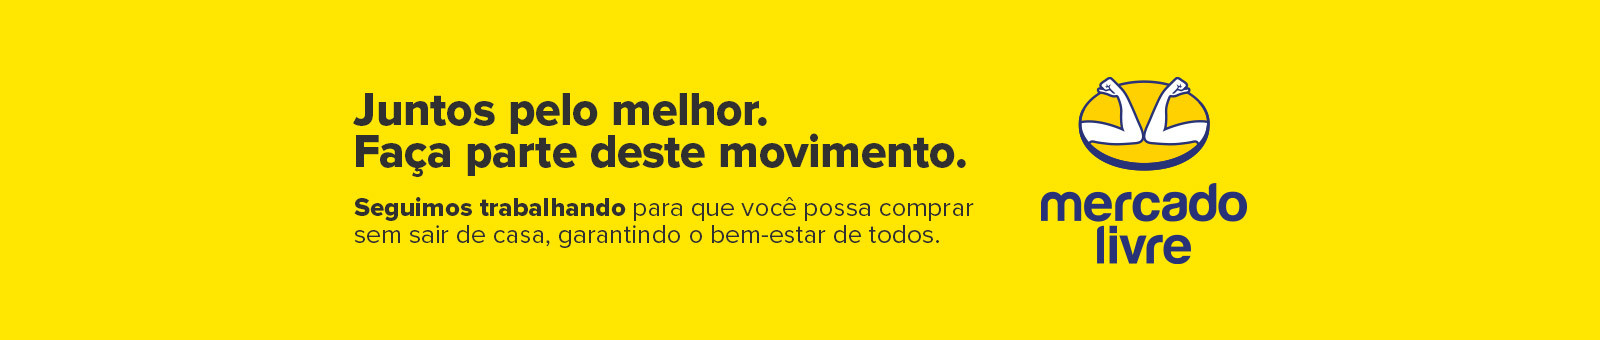 Juntos pelo melhor.
Faça parte deste movimento.
Seguimos trabalhando para que você possa comprar
sem sair de casa, garantindo o bem-estar de todos.
mercado
livre